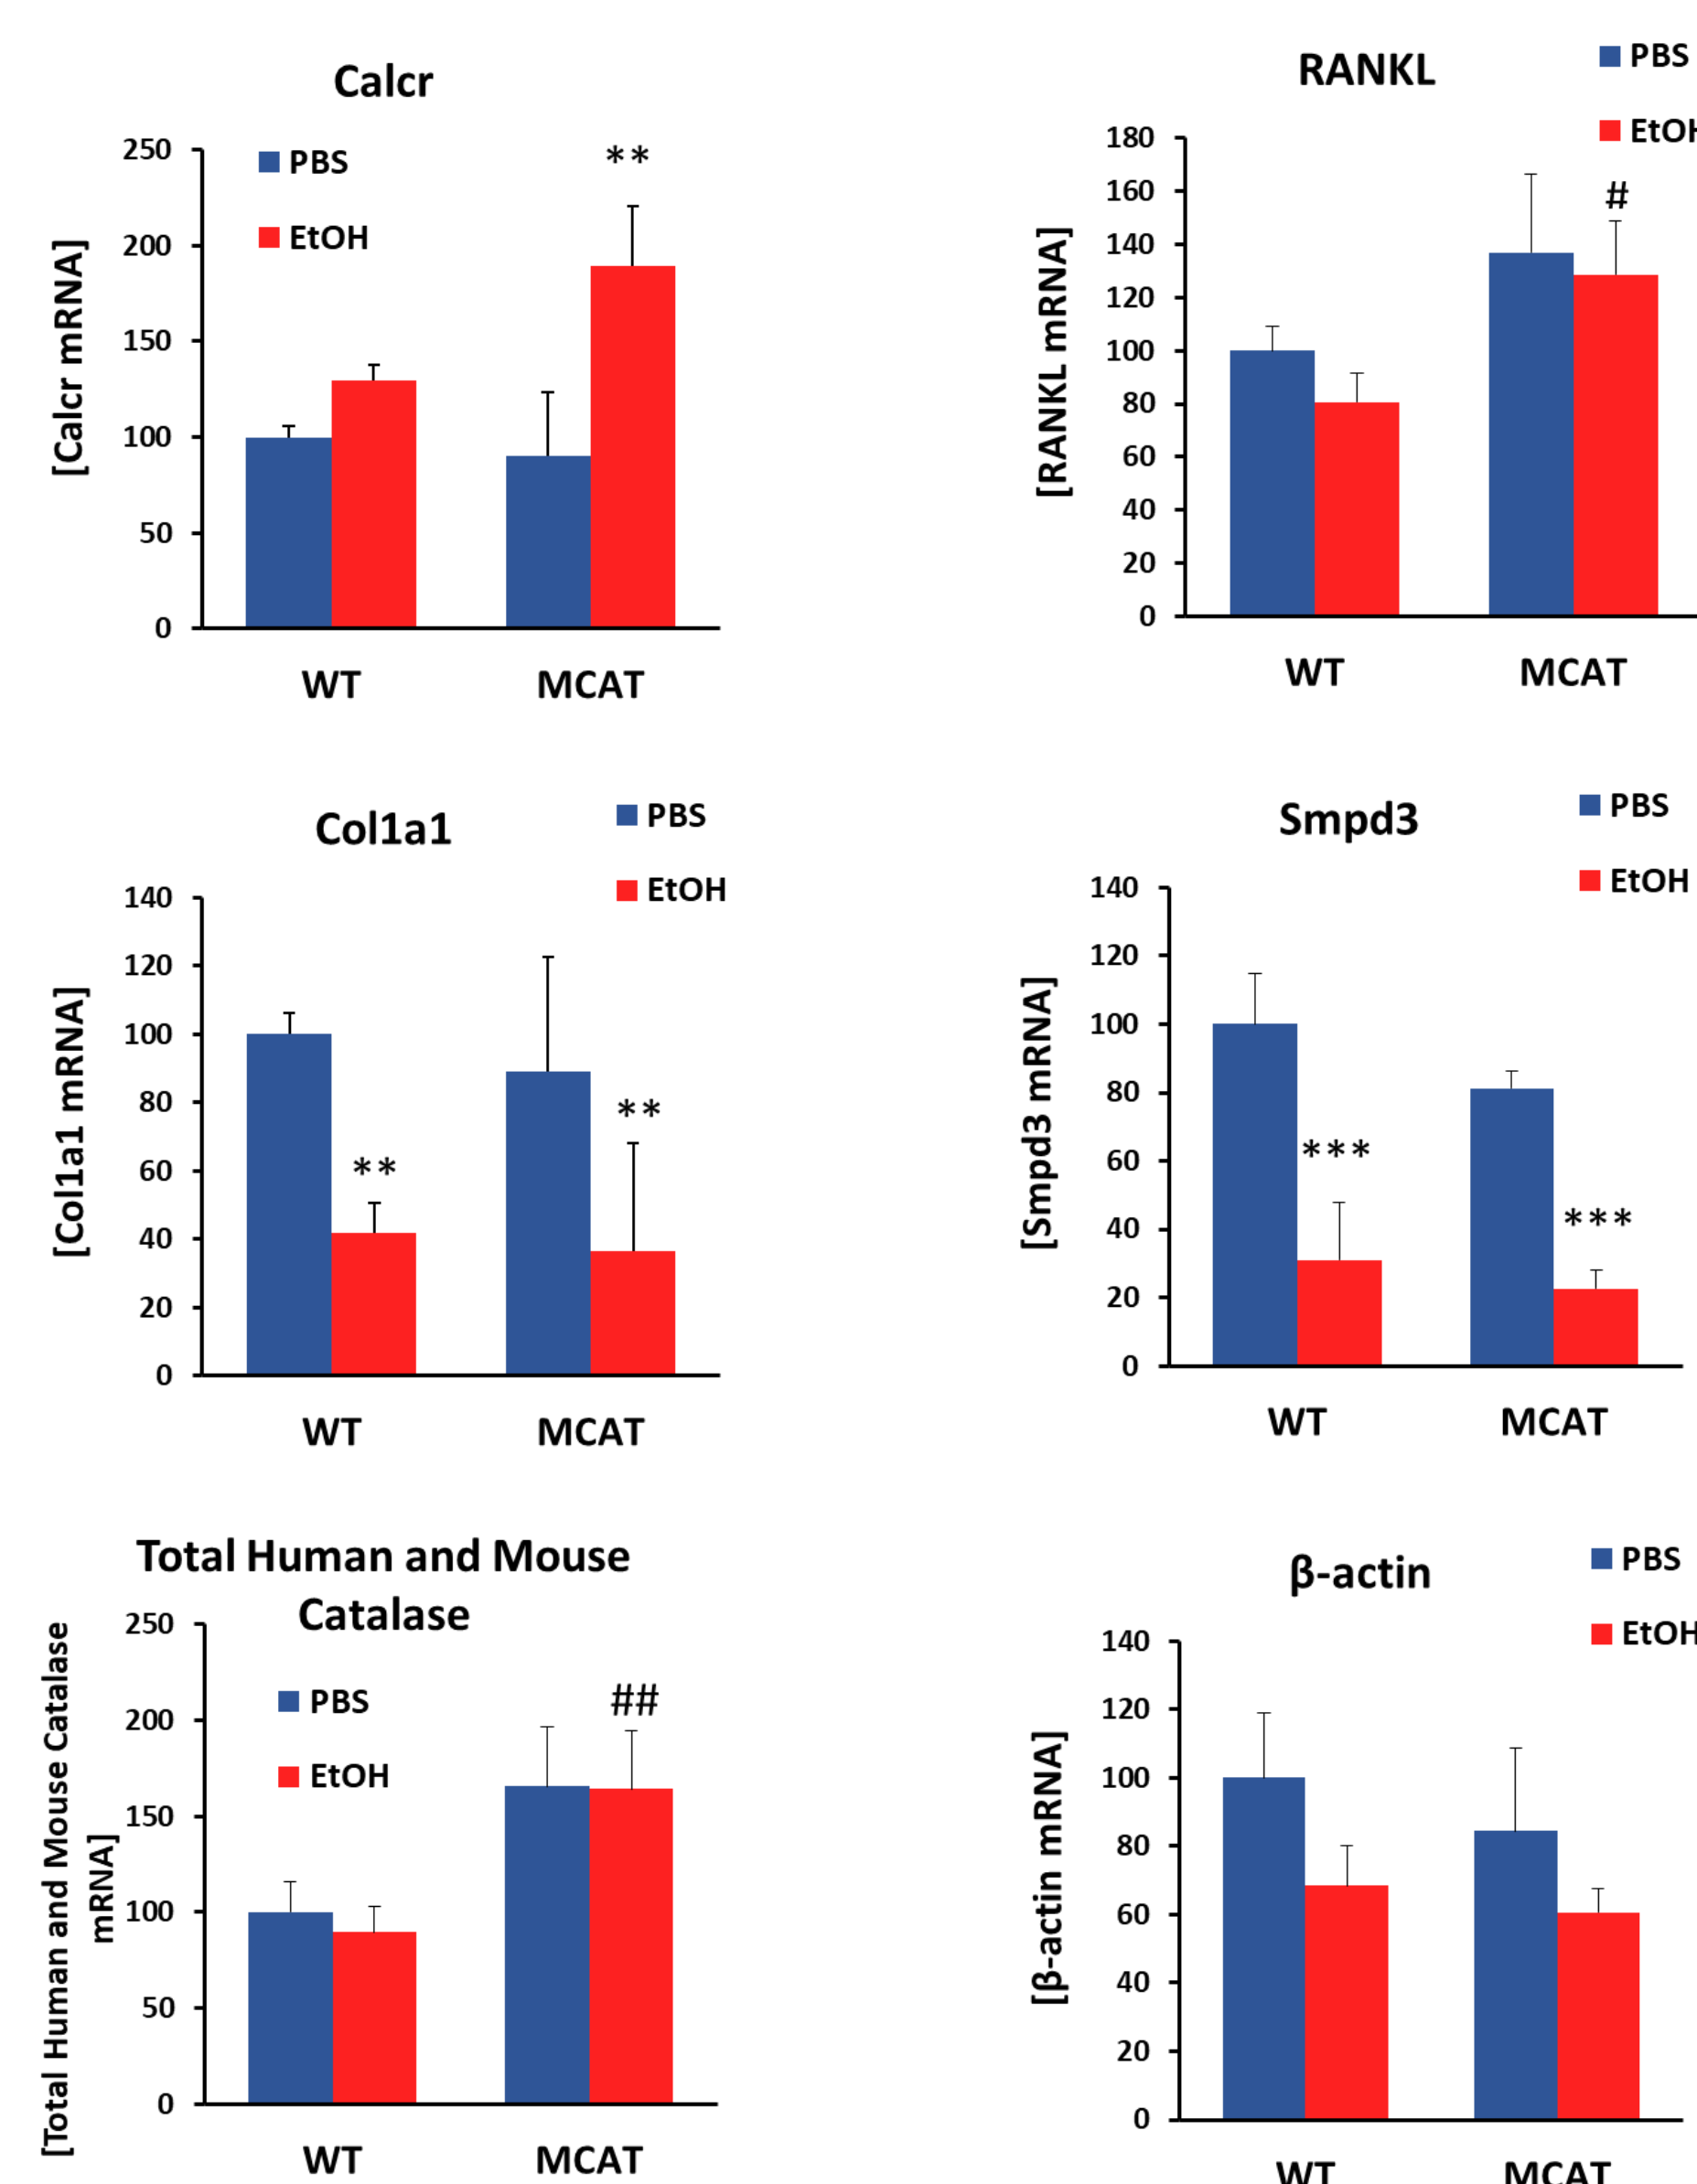 Calcr
PBS
EtOH
**
[Calcr mRNA]
250
200
150
100
50
0
WT
MCAT
RANKL
PBS
EtOH
#
[RANKL mRNA]
180
160
140
120
100
80
60
40
20
0
WT
MCAT
Col1a1
PBS
EtOH
[Col1a1 mRNA]
140
120
100
80
60
40
20
0
**
**
WT
MCAT
Smpd3
PBS
EtOH
[Smpd3 mRNA]
140
120
100
80
60
40
20
0
***
***
WT
MCAT
Total Human and Mouse
Catalase
PBS
EtOH
##
[Total Human and Mouse Catalase
mRNA]
250
200
150
100
50
0
WT
MCAT
β-actin
PBS
EtOH
[β-actin mRNA]
140
120
100
80
60
40
20
0
WT
MCAT